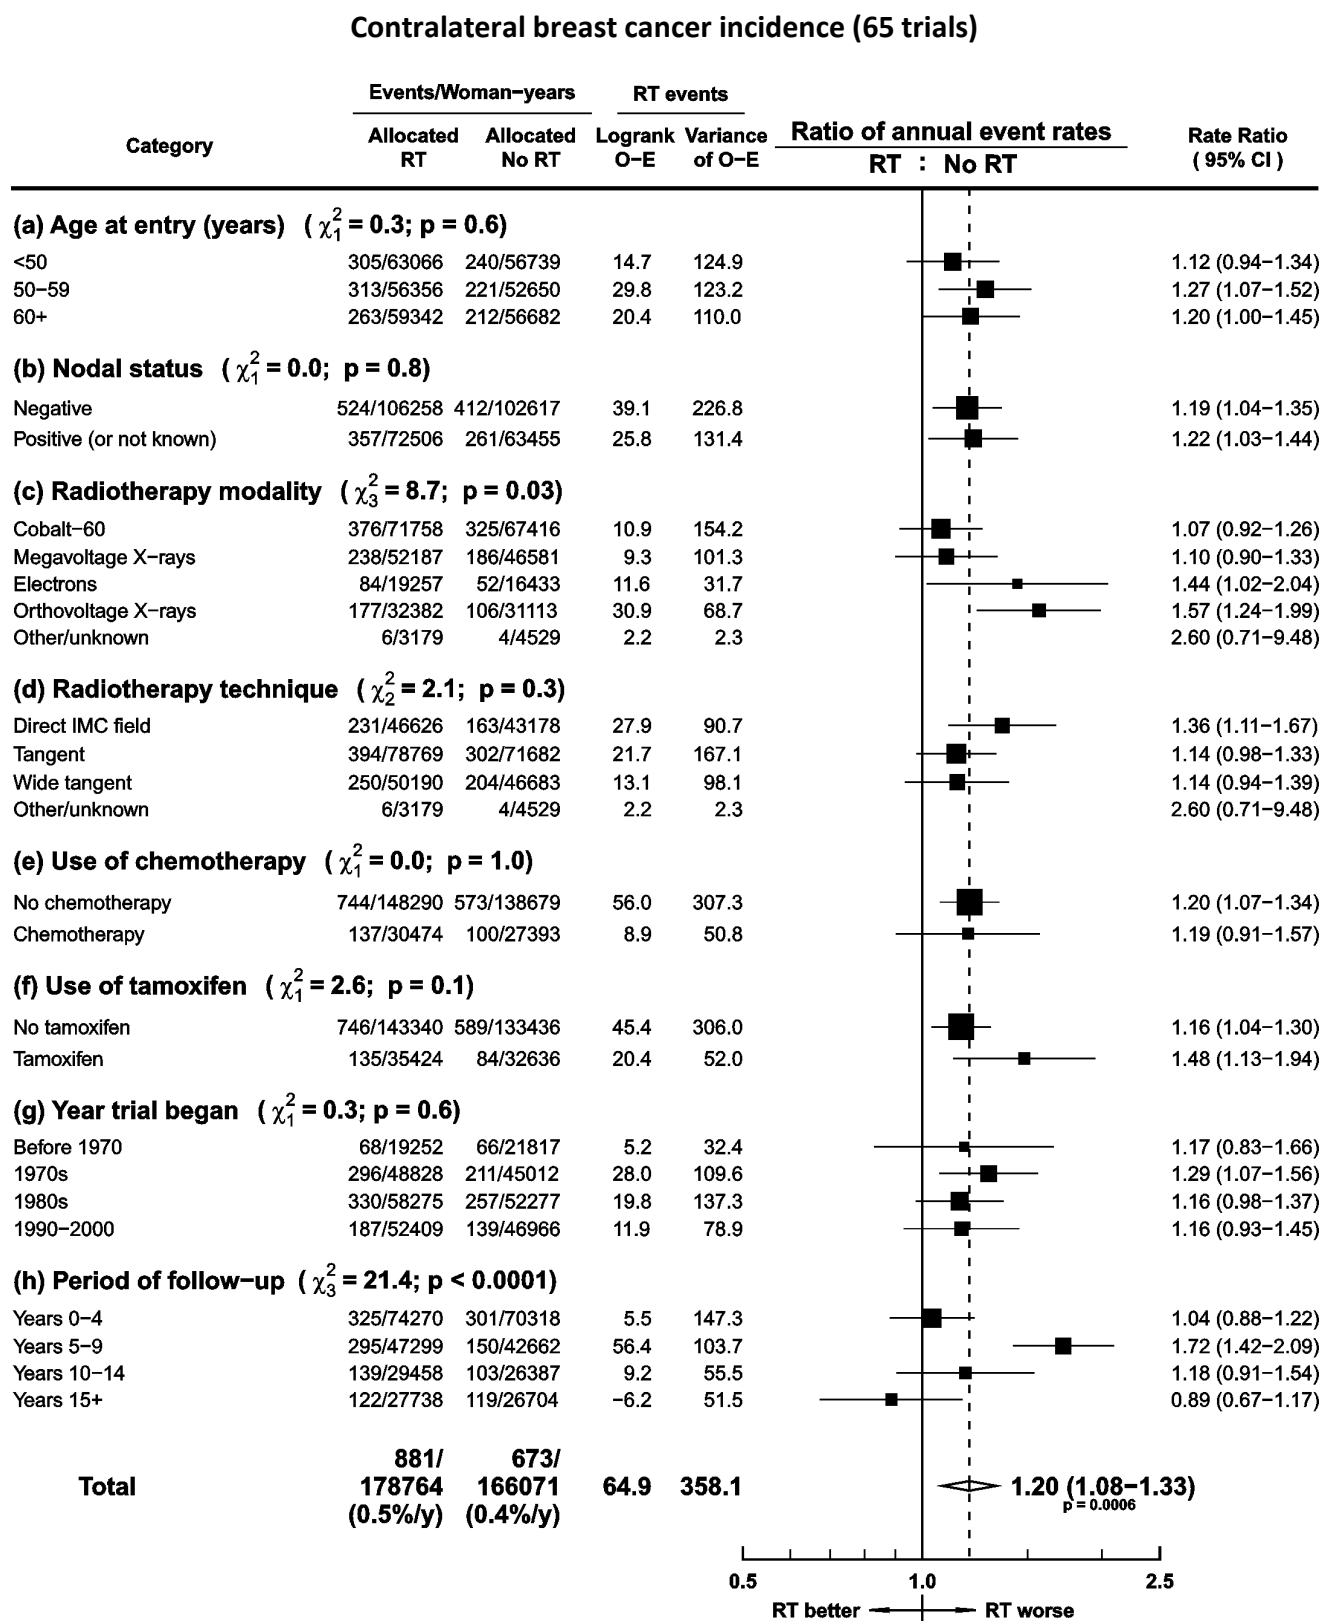 Contralateral breast cancer incidence (65 trials)
Events/Woman−years RT events
Category Allocated RT Allocated No RT Logrank O−E Variance of O−E Ratio of annual event rates RT : No RT Rate Ratio ( 95% CI )
(a) Age at entry (years) ( χ²₁ = 0.3; p = 0.6)
<50 305/63066 240/56739 14.7 124.9 1.12 (0.94−1.34)
50−59 313/56356 221/52650 29.8 123.2 1.27 (1.07−1.52)
60+ 263/59342 212/56682 20.4 110.0 1.20 (1.00−1.45)
(b) Nodal status ( χ²₁ = 0.0; p = 0.8)
Negative 524/106258 412/102617 39.1 226.8 1.19 (1.04−1.35)
Positive (or not known) 357/72506 261/63455 25.8 131.4 1.22 (1.03−1.44)
(c) Radiotherapy modality ( χ²₃ = 8.7; p = 0.03)
Cobalt−60 376/71758 325/67416 10.9 154.2 1.07 (0.92−1.26)
Megavoltage X−rays 238/52187 186/46581 9.3 101.3 1.10 (0.90−1.33)
Electrons 84/19257 52/16433 11.6 31.7 1.44 (1.02−2.04)
Orthovoltage X−rays 177/32382 106/31113 30.9 68.7 1.57 (1.24−1.99)
Other/unknown 6/3179 4/4529 2.2 2.3 2.60 (0.71−9.48)
(d) Radiotherapy technique ( χ²₂ = 2.1; p = 0.3)
Direct IMC field 231/46626 163/43178 27.9 90.7 1.36 (1.11−1.67)
Tangent 394/78769 302/71682 21.7 167.1 1.14 (0.98−1.33)
Wide tangent 250/50190 204/46683 13.1 98.1 1.14 (0.94−1.39)
Other/unknown 6/3179 4/4529 2.2 2.3 2.60 (0.71−9.48)
(e) Use of chemotherapy ( χ²₁ = 0.0; p = 1.0)
No chemotherapy 744/148290 573/138679 56.0 307.3 1.20 (1.07−1.34)
Chemotherapy 137/30474 100/27393 8.9 50.8 1.19 (0.91−1.57)
(f) Use of tamoxifen ( χ²₁ = 2.6; p = 0.1)
No tamoxifen 746/143340 589/133436 45.4 306.0 1.16 (1.04−1.30)
Tamoxifen 135/35424 84/32636 20.4 52.0 1.48 (1.13−1.94)
(g) Year trial began ( χ²₁ = 0.3; p = 0.6)
Before 1970 68/19252 66/21817 5.2 32.4 1.17 (0.83−1.66)
1970s 296/48828 211/45012 28.0 109.6 1.29 (1.07−1.56)
1980s 330/58275 257/52277 19.8 137.3 1.16 (0.98−1.37)
1990−2000 187/52409 139/46966 11.9 78.9 1.16 (0.93−1.45)
(h) Period of follow−up ( χ²₃ = 21.4; p < 0.0001)
Years 0−4 325/74270 301/70318 5.5 147.3 1.04 (0.88−1.22)
Years 5−9 295/47299 150/42662 56.4 103.7 1.72 (1.42−2.09)
Years 10−14 139/29458 103/26387 9.2 55.5 1.18 (0.91−1.54)
Years 15+ 122/27738 119/26704 −6.2 51.5 0.89 (0.67−1.17)
881/ 673/
Total 178764 166071 64.9 358.1 1.20 (1.08−1.33)
p = 0.0006
(0.5%/y) (0.4%/y)
0.5 1.0 2.5
RT better RT worse